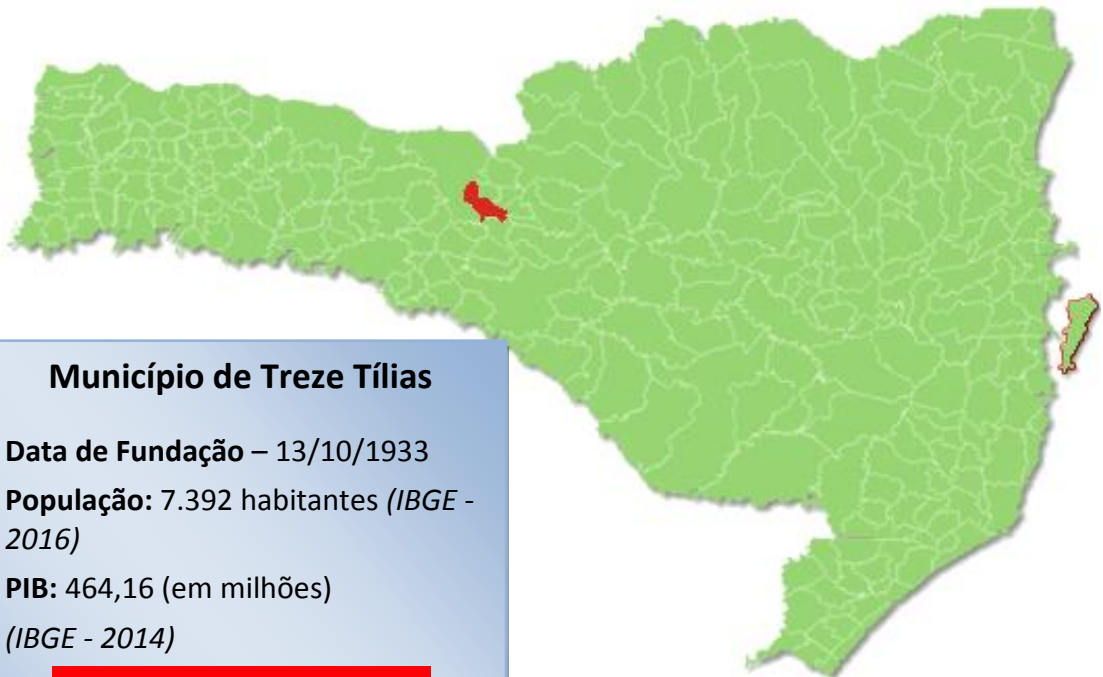 Município de Treze Tílias
Data de Fundação – 13/10/1933
População: 7.392 habitantes (IBGE -
2016)
PIB: 464,16 (em milhões)
(IBGE - 2014)